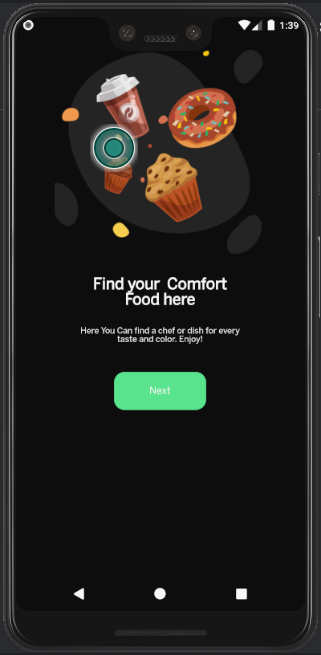 1:39
Find your Comfort
Food here
Here You Can find a chef or dish for every
taste and color. Enjoy!
Next